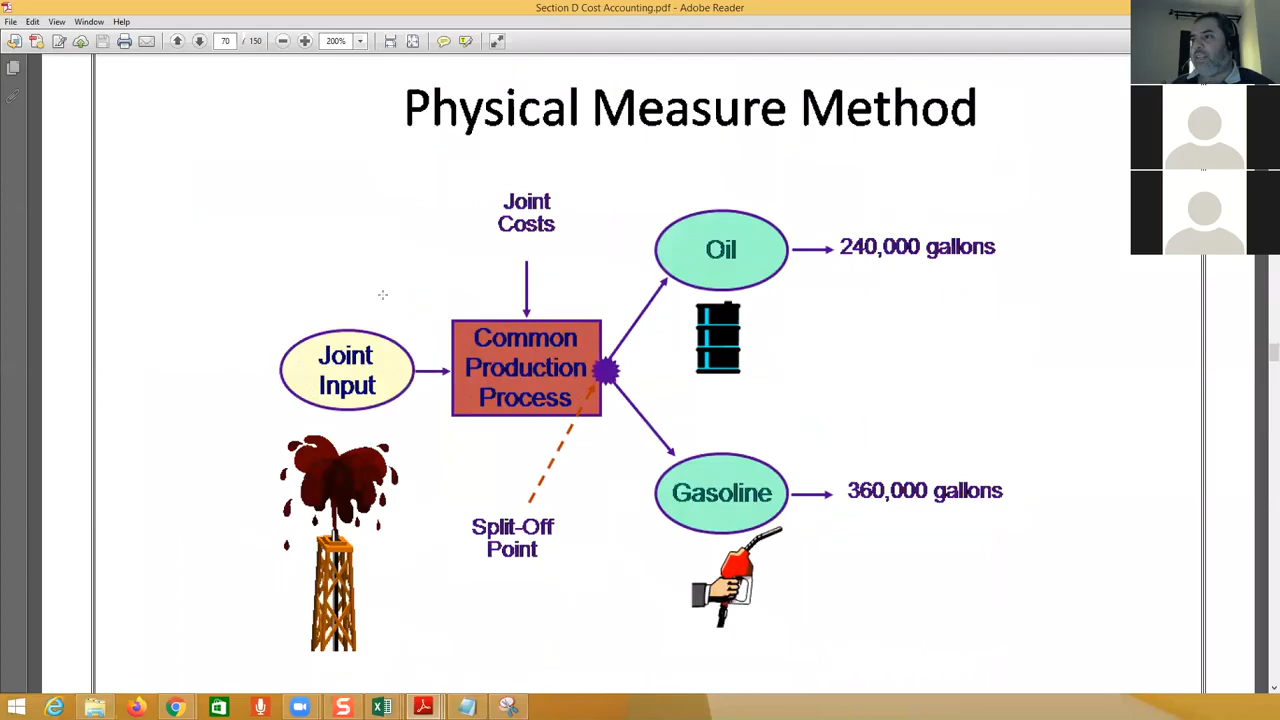 Section D Cost Accounting.pdf - Adobe Reader
File Edit View Window Help
70 / 150 200%
Physical Measure Method
Joint
Costs
Oil
240,000 gallons
Joint
Input
Common
Production
Process
Gasoline
360,000 gallons
Split-Off
Point